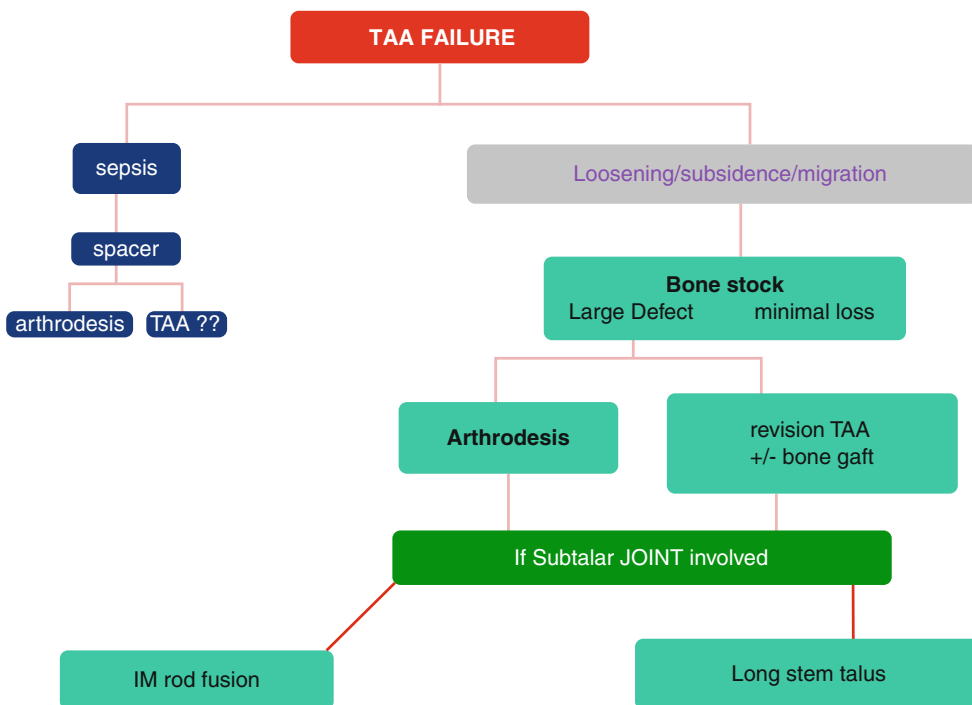 TAA FAILURE
sepsis
Loosening/subsidence/migration
spacer
arthrodesis
TAA ??
Bone stock
Large Defect minimal loss
Arthrodesis
revision TAA
+/- bone gaft
If Subtalar JOINT involved
IM rod fusion
Long stem talus